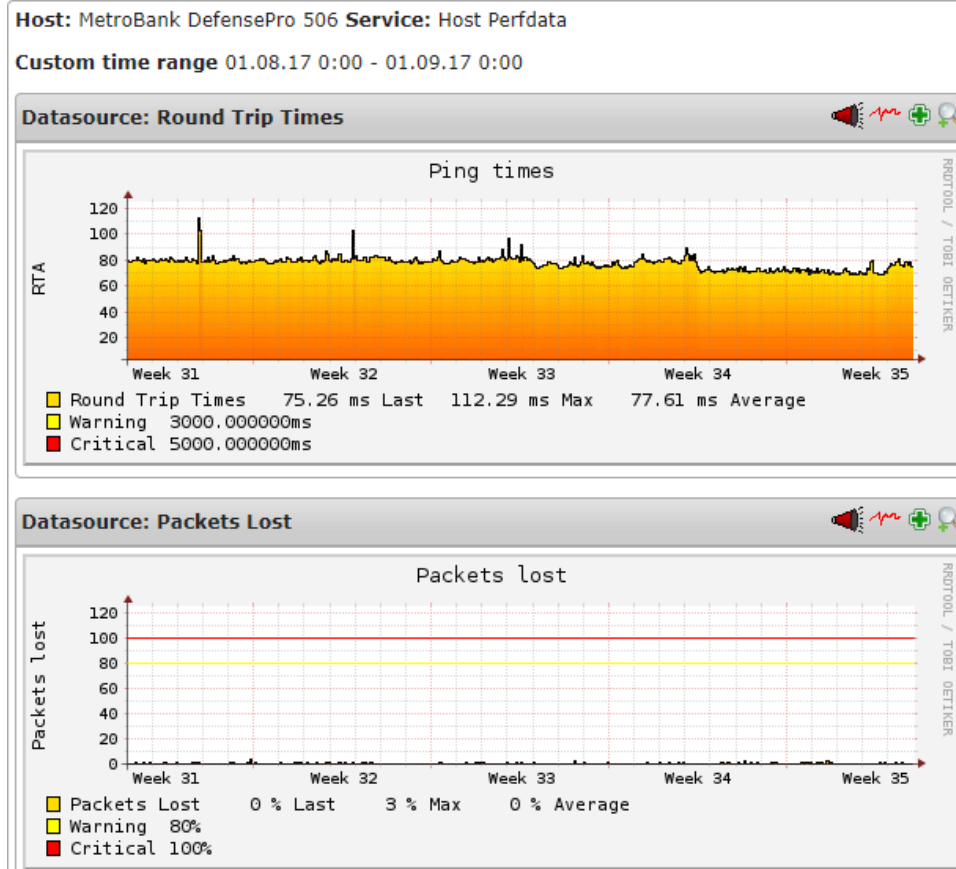 Host: MetroBank DefensePro 506 Service: Host Perfdata
Custom time range 01.08.17 0:00 - 01.09.17 0:00
Datasource: Round Trip Times
Ping times
RTA
120
100
80
60
40
20
Week 31 Week 32 Week 33 Week 34 Week 35
Round Trip Times 75.26 ms Last 112.29 ms Max 77.61 ms Average
Warning 3000.000000ms
Critical 5000.000000ms
RRDTOOL / TOBI OETIKER
Datasource: Packets Lost
Packets lost
Packets lost
120
100
80
60
40
20
0
Week 31 Week 32 Week 33 Week 34 Week 35
Packets Lost 0 % Last 3 % Max 0 % Average
Warning 80%
Critical 100%
RRDTOOL / TOBI OETIKER